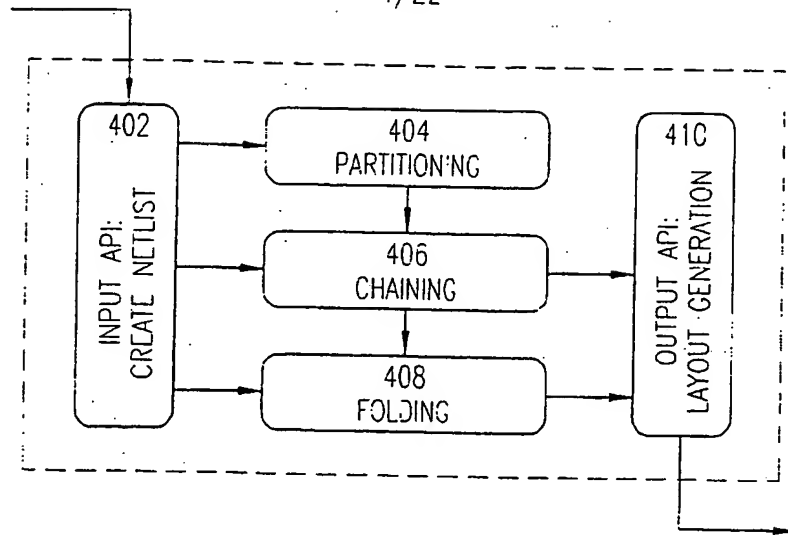 402
INPUT API:
CREATE NETLIST
404
PARTITIONING
406
CHAINING
408
FOLDING
410
OUTPUT API:
LAYOUT GENERATION